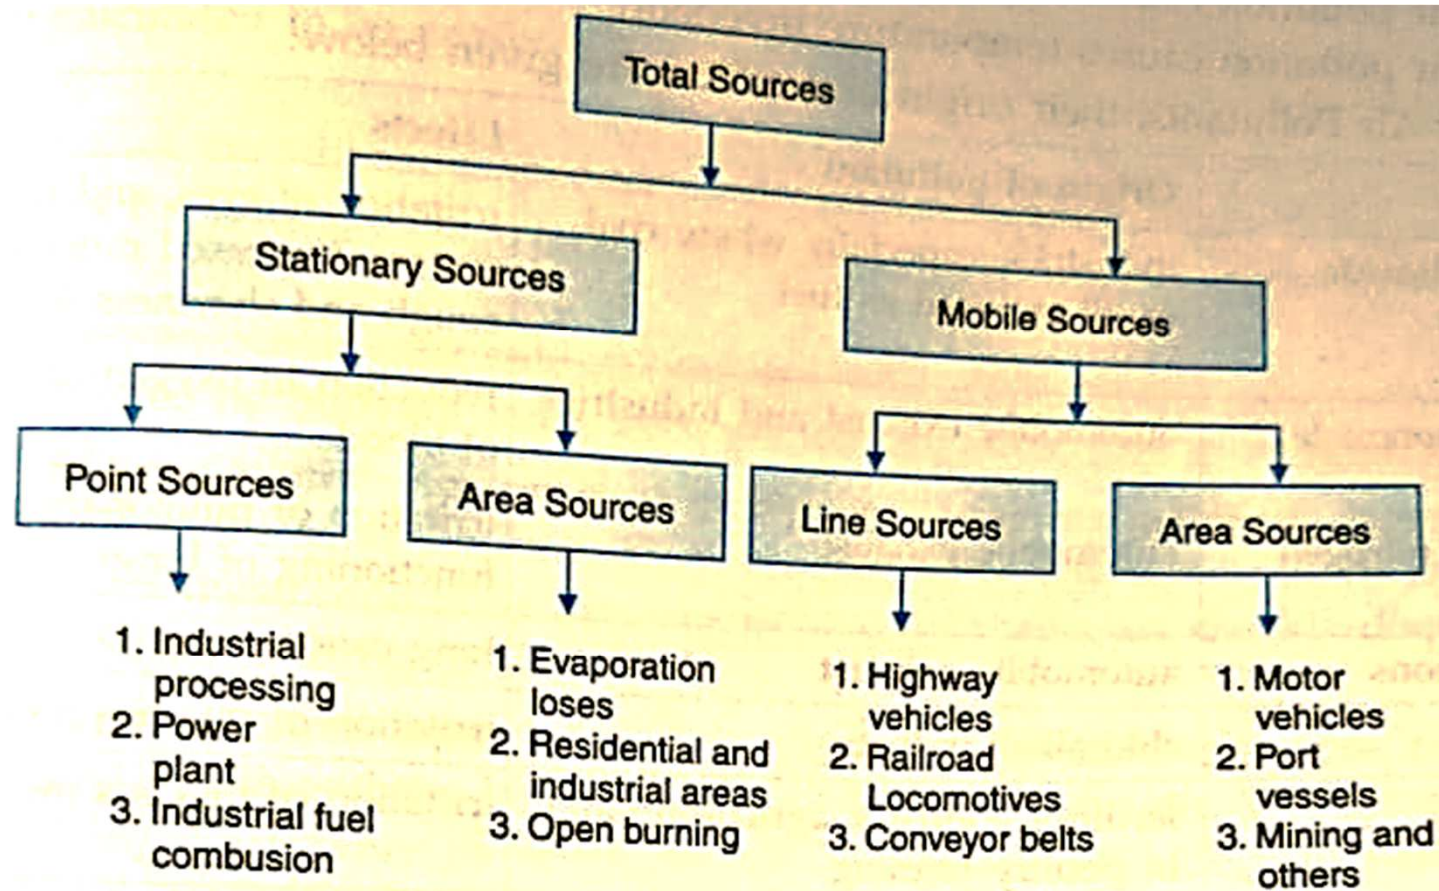 Total Sources
Stationary Sources
Mobile Sources
Point Sources
Area Sources
Line Sources
Area Sources
1. Industrial
processing
2. Power
plant
3. Industrial fuel
combusion
1. Evaporation
loses
2. Residential and
industrial areas
3. Open burning
1. Highway
vehicles
2. Railroad
Locomotives
3. Conveyor belts
1. Motor
vehicles
2. Port
vessels
3. Mining and
others